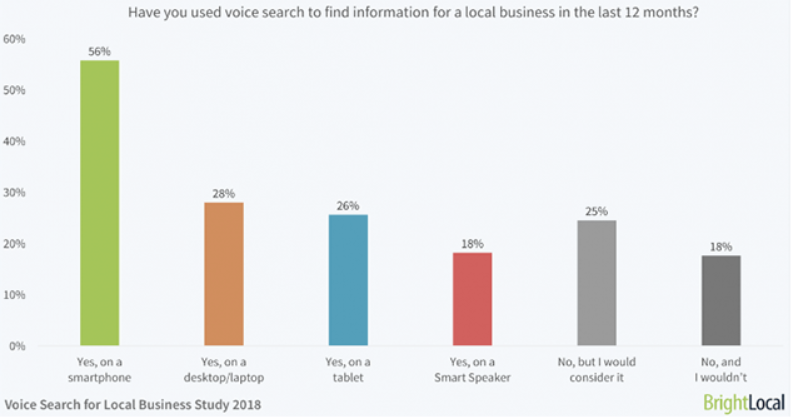 Have you used voice search to find information for a local business in the last 12 months?
60%
56%
50%
40%
30%
28%
26%
25%
20%
18%
18%
10%
0%
Yes, on a
smartphone
Yes, on a
desktop/laptop
Yes, on a
tablet
Yes, on a
Smart Speaker
No, but I would
consider it
No, and
I wouldn't
Voice Search for Local Business Study 2018
BrightLocal